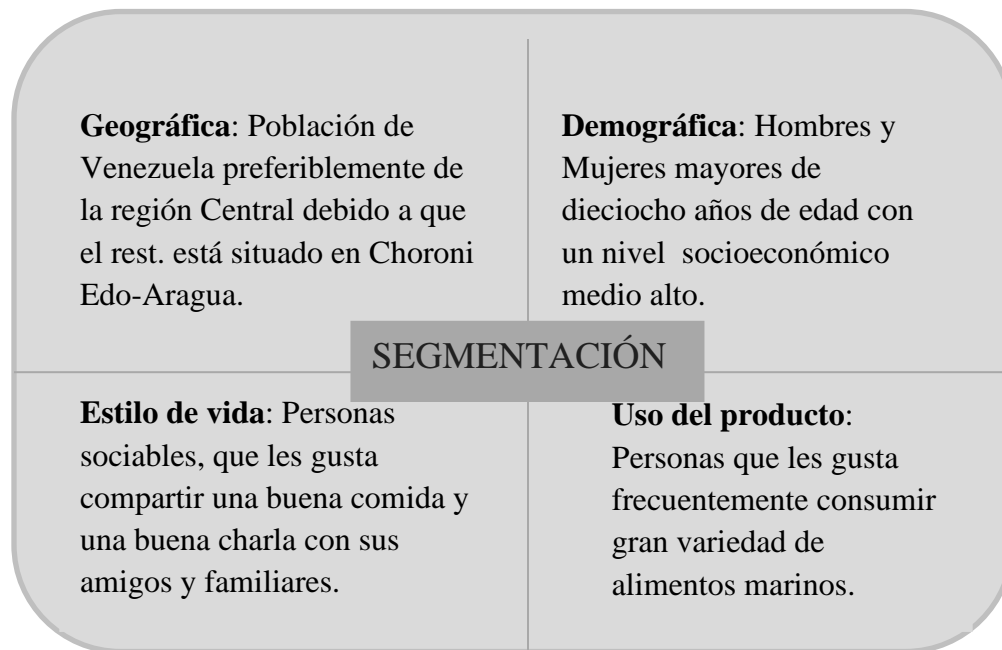 Geográfica: Población de
Venezuela preferiblemente de
la región Central debido a que
el rest. está situado en Choroni
Edo-Aragua.
Demográfica: Hombres y
Mujeres mayores de
dieciocho años de edad con
un nivel socioeconómico
medio alto.
SEGMENTACIÓN
Estilo de vida: Personas
sociables, que les gusta
compartir una buena comida y
una buena charla con sus
amigos y familiares.
Uso del producto:
Personas que les gusta
frecuentemente consumir
gran variedad de
alimentos marinos.